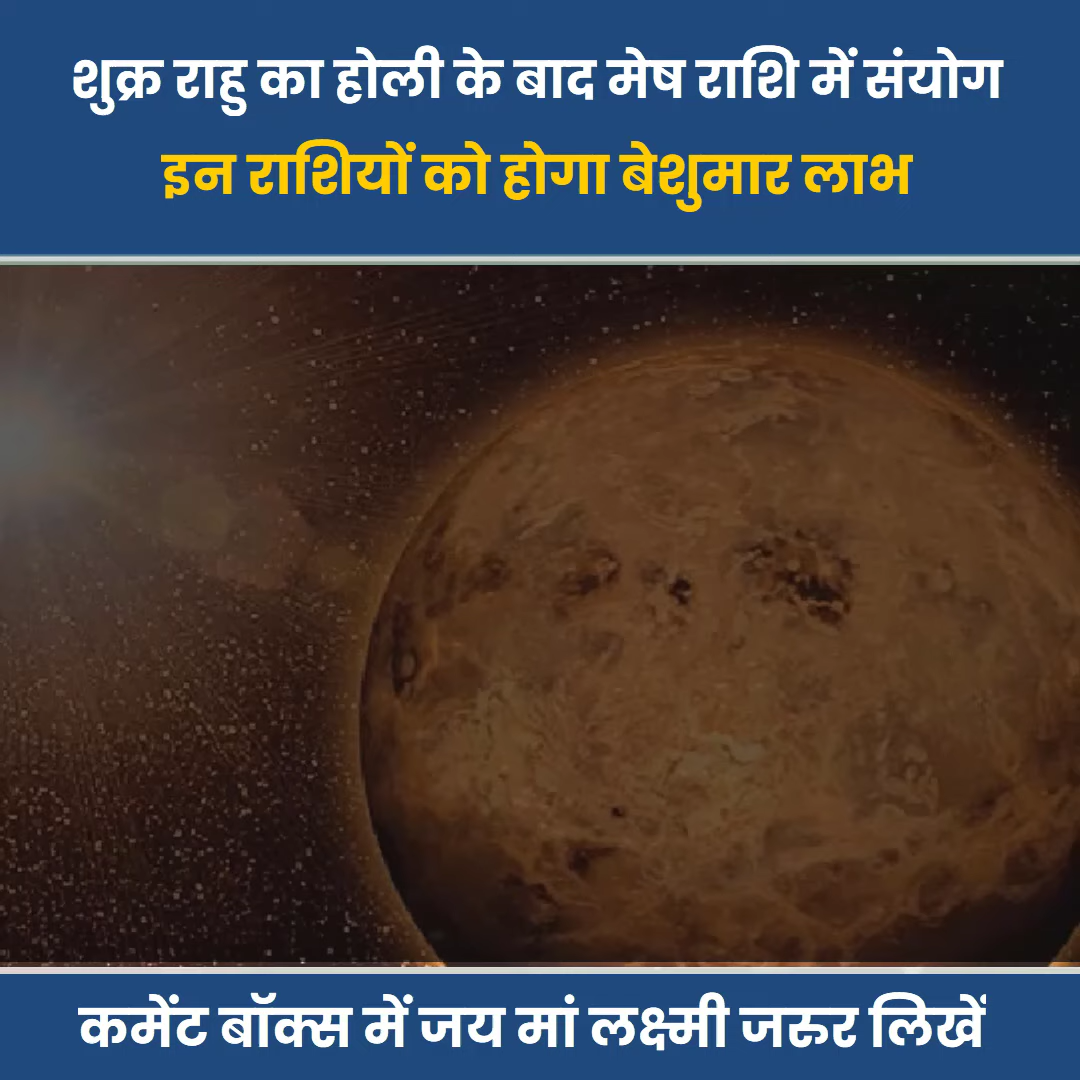 शुक्र राहु का होली के बाद मेष राशि में संयोग
इन राशियों को होगा बेशुमार लाभ
कमेंट बॉक्स में जय मां लक्ष्मी जरुर लिखें